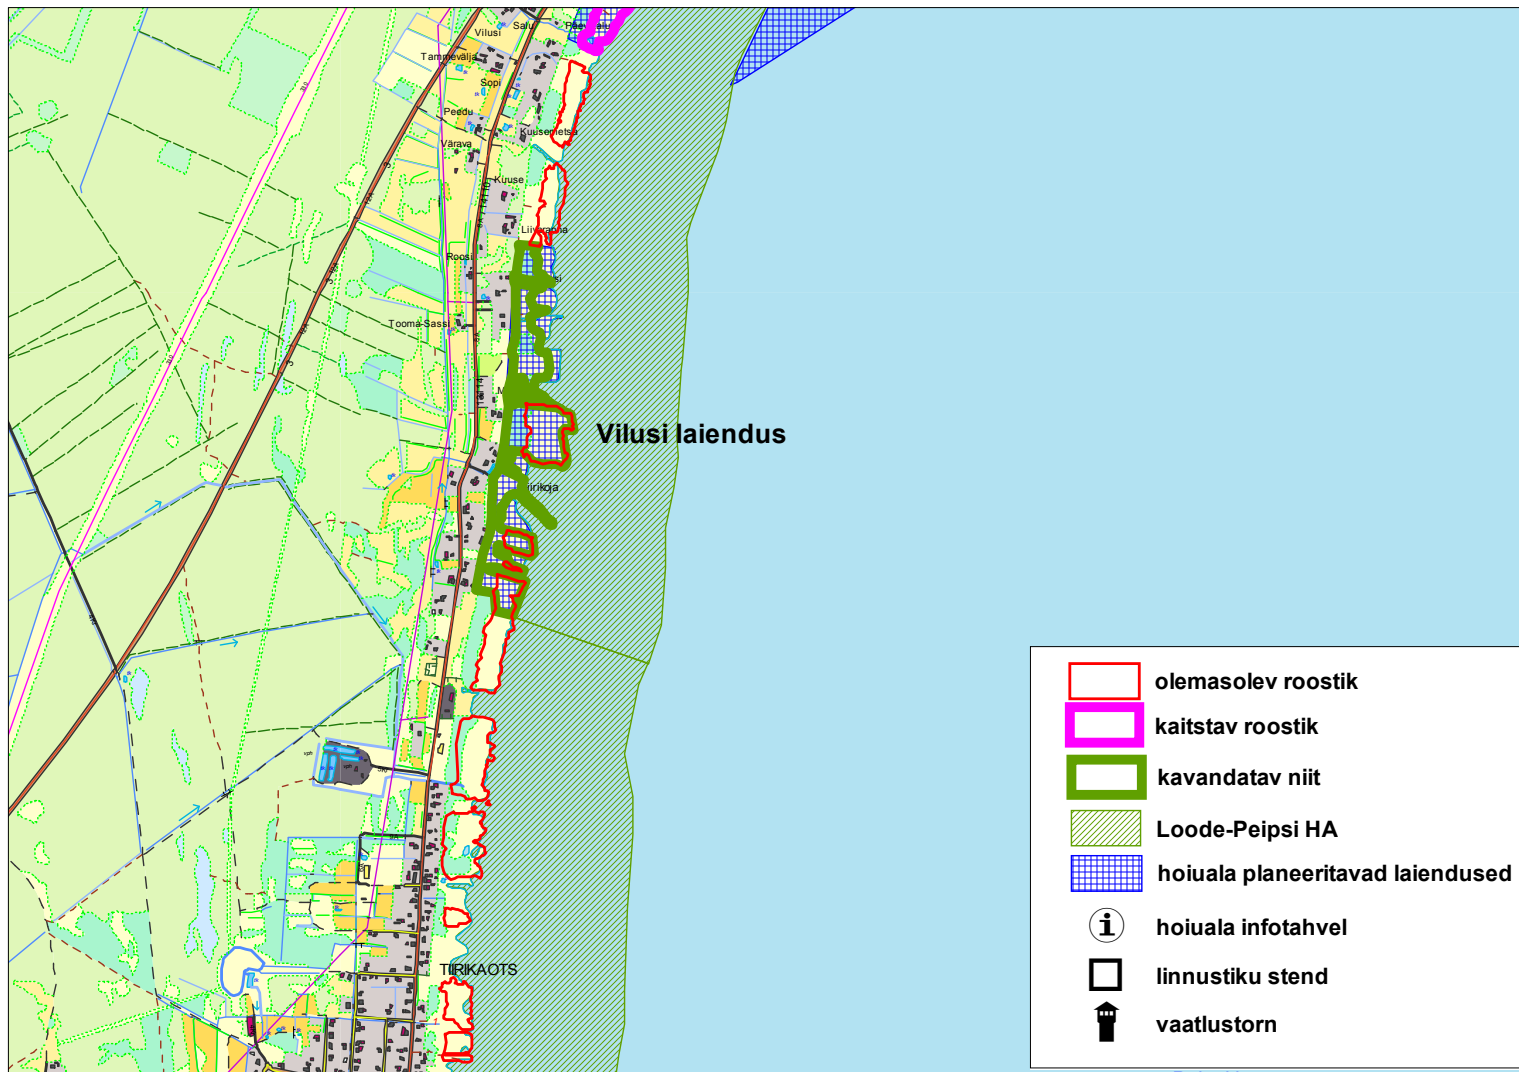 Vilusi
Salu
Tammevälja
Sopi
Peedu
Kuusemetsa
Värava
Kuuse
Liivaranna
Roosi
Tooma-Sassi
Vilusi laiendus
TIIRIKAOTS
olemasolev roostik
kaitstav roostik
kavandatav niit
Loode-Peipsi HA
hoiuala planeeritavad laiendused
i
hoiuala infotahvel
linnustiku stend
vaatlustorn